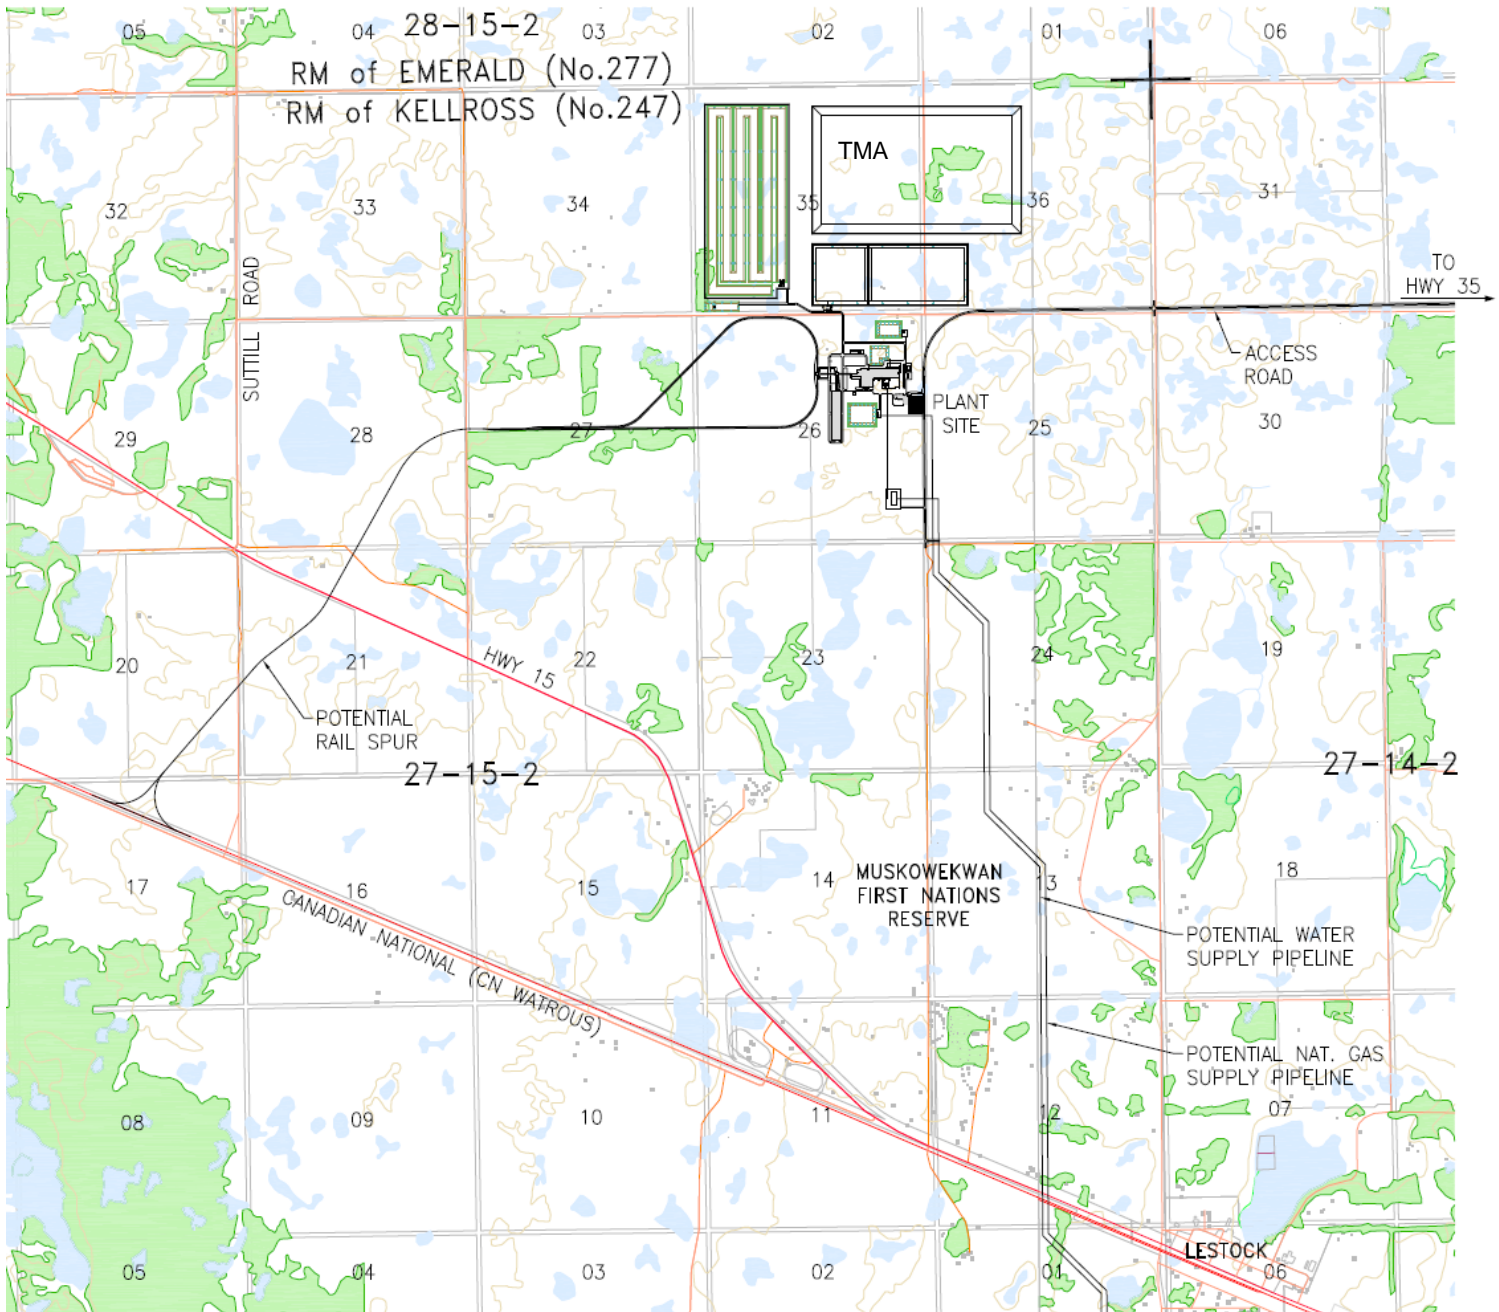 05
04
28-15-2
03
02
01
06
RM of EMERALD (No.277)
RM of KELLROSS (No.247)
TMA
32
33
34
35
36
31
SUTTILL ROAD
TO
HWY 35
ACCESS
ROAD
PLANT
SITE
29
28
27
26
25
30
20
21
22
23
24
19
HWY 15
POTENTIAL
RAIL SPUR
27-15-2
27-14-2
17
16
15
14
13
18
MUSKOWEKWAN
FIRST NATIONS
RESERVE
CANADIAN NATIONAL (CN WATROUS)
POTENTIAL WATER
SUPPLY PIPELINE
POTENTIAL NAT. GAS
SUPPLY PIPELINE
08
09
10
11
12
07
LESTOCK
05
04
03
02
01
06